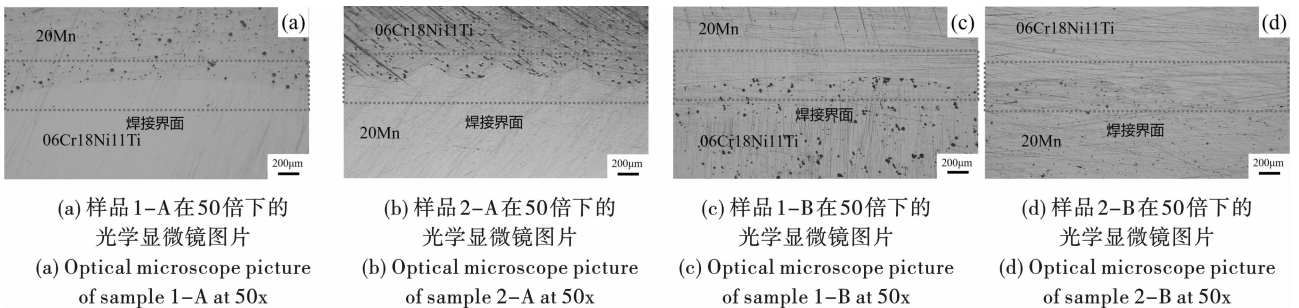 (a)
20Mn
焊接界面
06Cr18Ni11Ti
200μm
(b)
06Cr18Ni11Ti
焊接界面
20Mn
200μm
(c)
20Mn
焊接界面
06Cr18Ni11Ti
200μm
(d)
06Cr18Ni11Ti
焊接界面
20Mn
200μm
(a) 样品1-A在50倍下的
光学显微镜图片
(a) Optical microscope picture
of sample 1-A at 50x
(b) 样品2-A在50倍下的
光学显微镜图片
(b) Optical microscope picture
of sample 2-A at 50x
(c) 样品1-B在50倍下的
光学显微镜图片
(c) Optical microscope picture
of sample 1-B at 50x
(d) 样品2-B在50倍下的
光学显微镜图片
(d) Optical microscope picture
of sample 2-B at 50x